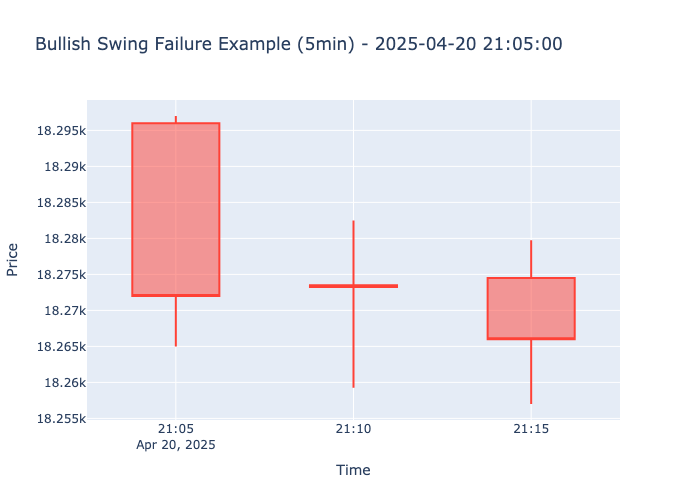 Bullish Swing Failure Example (5min) - 2025-04-20 21:05:00
18.295k
18.29k
18.285k
18.28k
18.275k
18.27k
18.265k
18.26k
18.255k
Price
21:05
Apr 20, 2025
21:10
21:15
Time